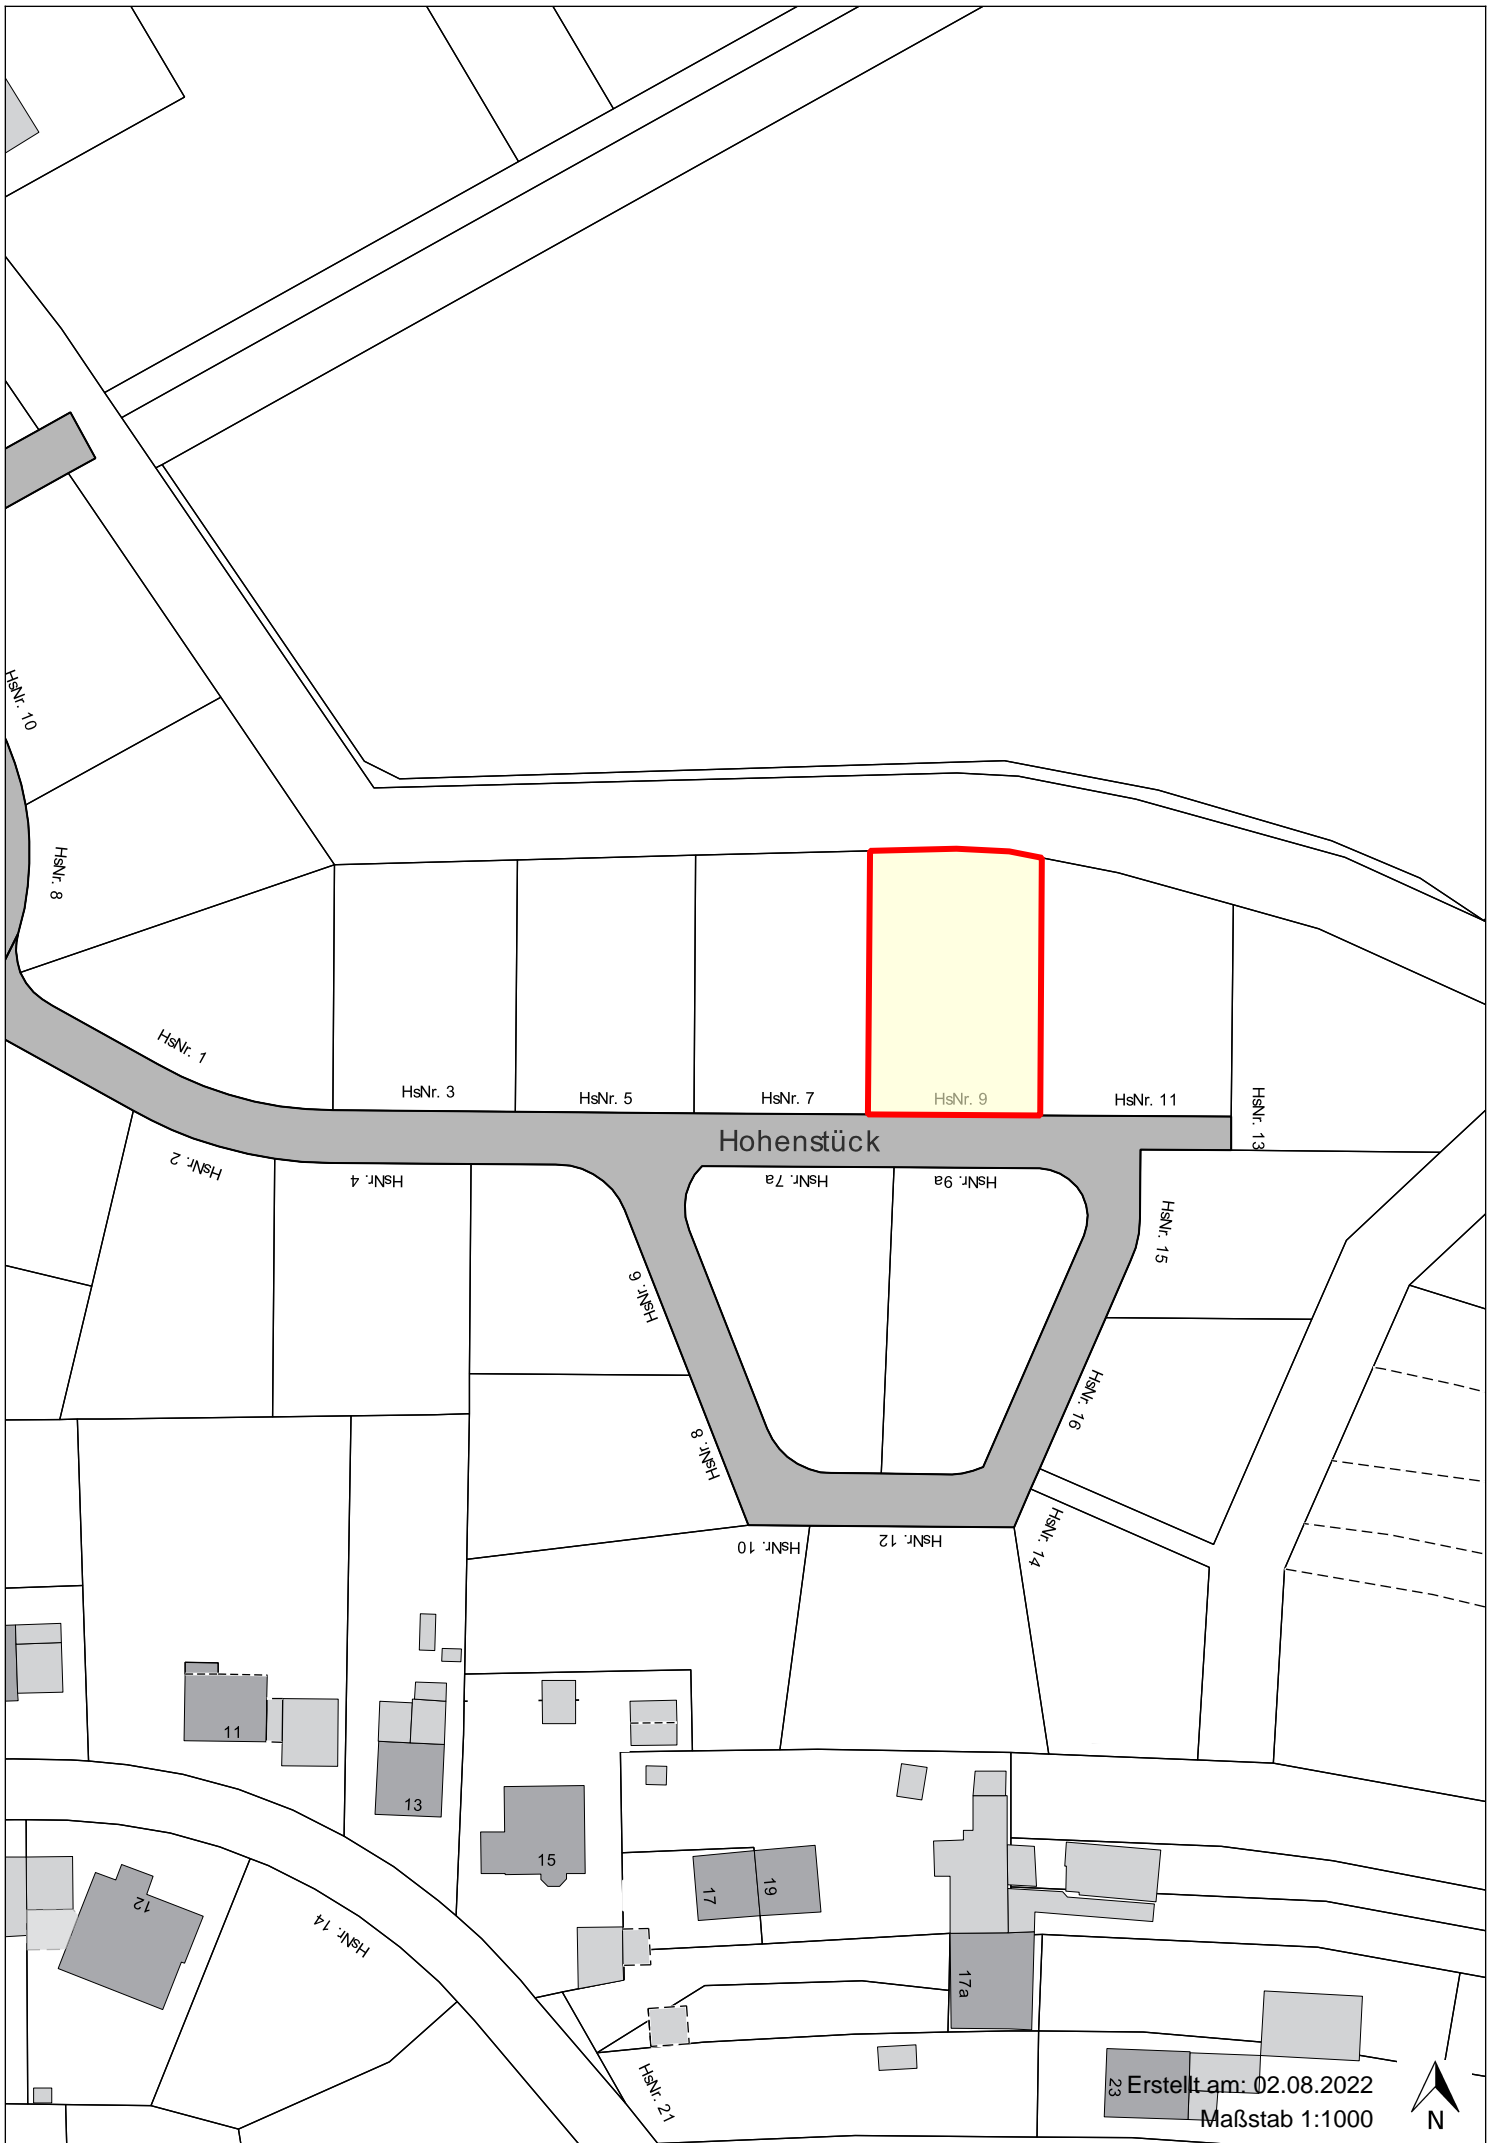 HsNr. 10
HsNr. 8
HsNr. 1
HsNr. 3
HsNr. 5
HsNr. 7
HsNr. 9
HsNr. 11
HsNr. 13
Hohenstück
HsNr. 2
HsNr. 4
HsNr. 7a
HsNr. 9a
HsNr. 15
HsNr. 6
HsNr. 16
HsNr. 8
HsNr. 10
HsNr. 12
HsNr. 14
11
13
15
17
19
12
HsNr. 14
17a
HsNr. 21
23
Erstellt am: 02.08.2022
Maßstab 1:1000
N